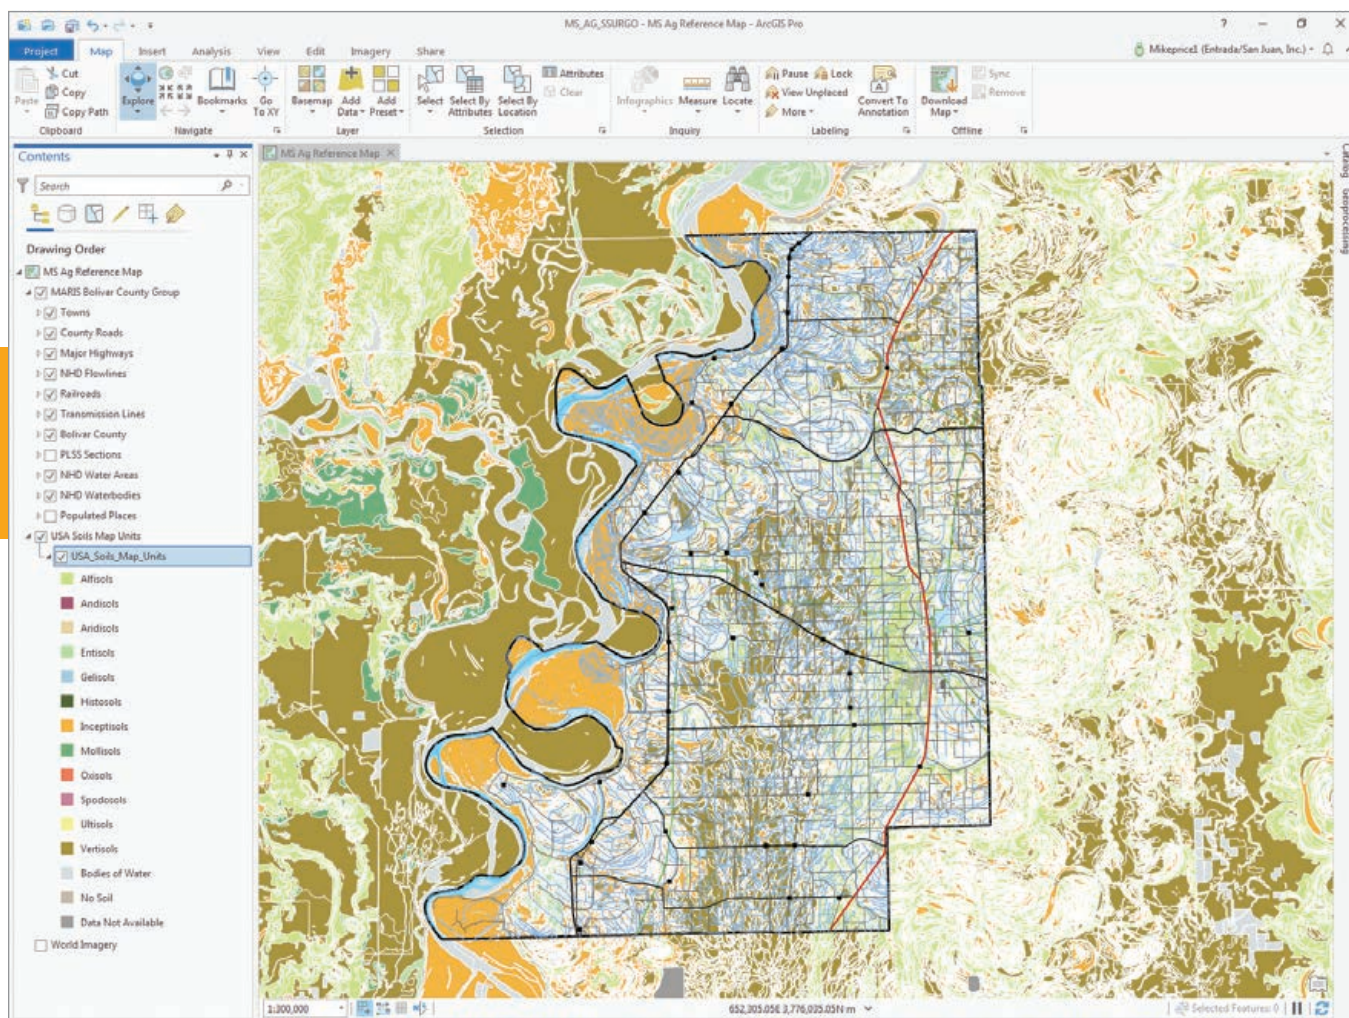 MS_AG_SSURGO - MS Ag Reference Map - ArcGIS Pro
?
Project Map Insert Analysis View Edit Imagery Share
Mikeprice1 (Entrada/San Juan, Inc.)
Paste
Cut
Copy
Copy Path
Clipboard
Explore
Bookmarks
Go To XY
Navigate
Basemap
Add Data
Add Preset
Layer
Select
Select By Attributes
Select By Location
Attributes
Clear
Selection
Infographics
Measure
Locate
Inquiry
Pause
Lock
View Unplaced
More
Convert To Annotation
Labeling
Download Map
Sync
Remove
Offline
Contents
Search
Drawing Order
MS Ag Reference Map
MARIS Bolivar County Group
Towns
County Roads
Major Highways
NHD Flowlines
Railroads
Transmission Lines
Bolivar County
PLSS Sections
NHD Water Areas
NHD Waterbodies
Populated Places
USA Soils Map Units
USA_Soils_Map_Units
Alfisols
Andisols
Aridisols
Entisols
Gelisols
Histosols
Inceptisols
Mollisols
Oxisols
Spodosols
Ultisols
Vertisols
Bodies of Water
No Soil
Data Not Available
World Imagery
MS Ag Reference Map
Catalog
Geoprocessing
1:300,000
652,305.05E 3,776,035.05N m
Selected Features: 0